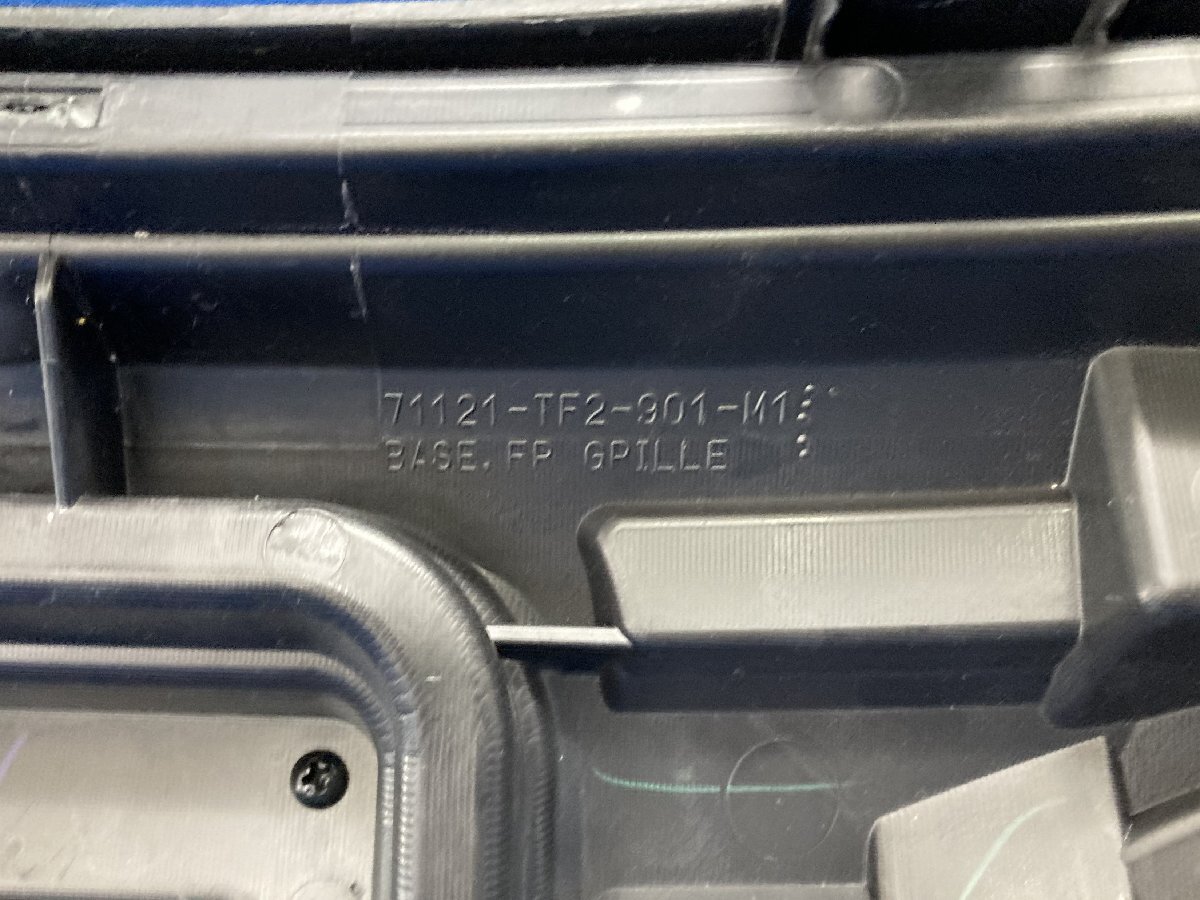 71121-TF2-901-M1
BASE, FR GRILLE